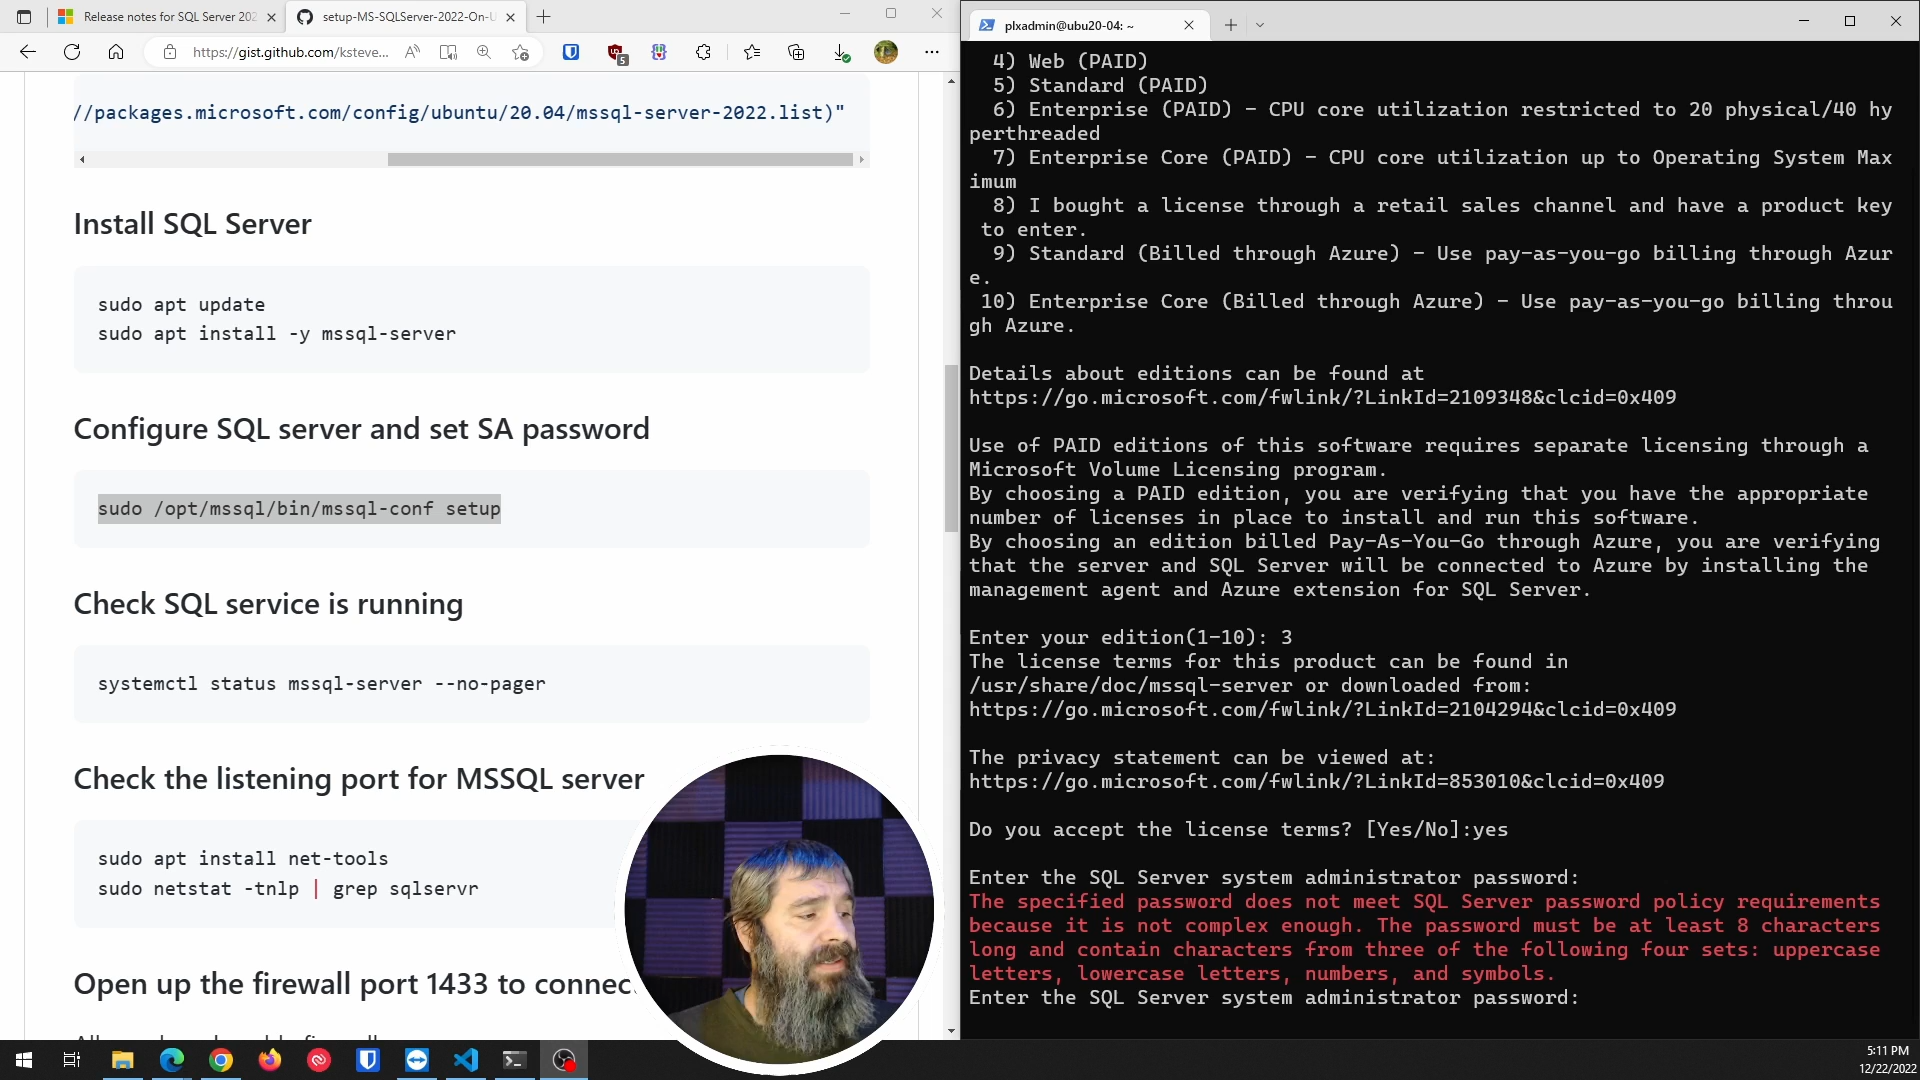 Release notes for SQL Server 202
setup-MS-SQLServer-2022-On-U
https://gist.github.com/ksteve...
5
//packages.microsoft.com/config/ubuntu/20.04/mssql-server-2022.list)"
Install SQL Server
sudo apt update
sudo apt install -y mssql-server
Configure SQL server and set SA password
sudo /opt/mssql/bin/mssql-conf setup
Check SQL service is running
systemctl status mssql-server --no-pager
Check the listening port for MSSQL server
sudo apt install net-tools
sudo netstat -tnlp | grep sqlservr
Open up the firewall port 1433 to connec
plxadmin@ubu20-04: ~
4) Web (PAID)
5) Standard (PAID)
6) Enterprise (PAID) - CPU core utilization restricted to 20 physical/40 hy
perthreaded
7) Enterprise Core (PAID) - CPU core utilization up to Operating System Max
imum
8) I bought a license through a retail sales channel and have a product key
to enter.
9) Standard (Billed through Azure) - Use pay-as-you-go billing through Azur
e.
10) Enterprise Core (Billed through Azure) - Use pay-as-you-go billing throu
gh Azure.
Details about editions can be found at
https://go.microsoft.com/fwlink/?LinkId=2109348&clcid=0x409
Use of PAID editions of this software requires separate licensing through a
Microsoft Volume Licensing program.
By choosing a PAID edition, you are verifying that you have the appropriate
number of licenses in place to install and run this software.
By choosing an edition billed Pay-As-You-Go through Azure, you are verifying
that the server and SQL Server will be connected to Azure by installing the
management agent and Azure extension for SQL Server.
Enter your edition(1-10): 3
The license terms for this product can be found in
/usr/share/doc/mssql-server or downloaded from:
https://go.microsoft.com/fwlink/?LinkId=2104294&clcid=0x409
The privacy statement can be viewed at:
https://go.microsoft.com/fwlink/?LinkId=853010&clcid=0x409
Do you accept the license terms? [Yes/No]:yes
Enter the SQL Server system administrator password:
The specified password does not meet SQL Server password policy requirements
because it is not complex enough. The password must be at least 8 characters
long and contain characters from three of the following four sets: uppercase
letters, lowercase letters, numbers, and symbols.
Enter the SQL Server system administrator password:
5:11 PM
12/22/2022